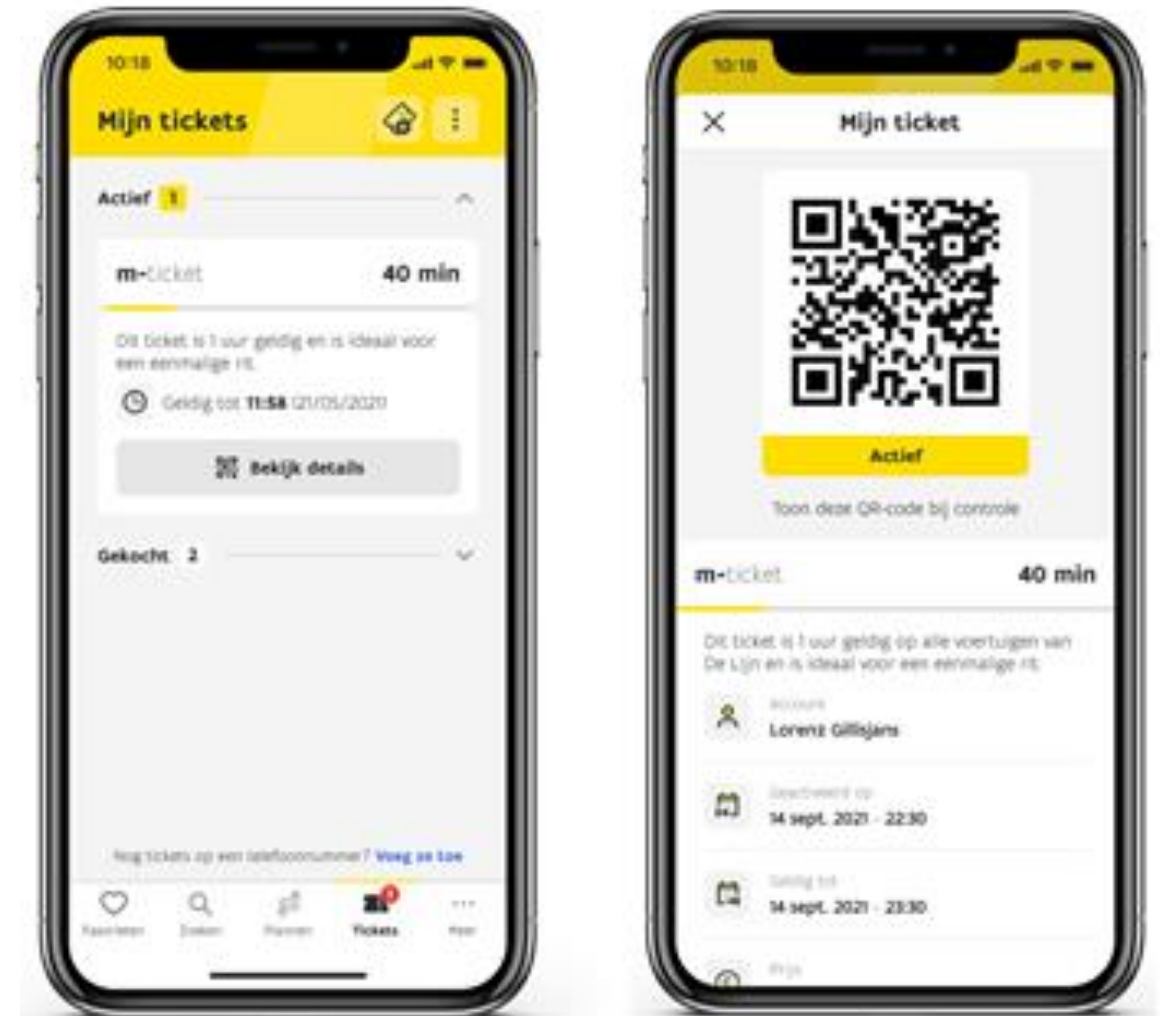 10:18
Mijn tickets
Actief 1
m-ticket 40 min
Dit ticket is 1 uur geldig en is ideaal voor
een eenmalige rit.
Geldig tot 11:58 (21/05/2021)
Bekijk details
Gekocht 2
Nog tickets op een telefoonnummer? Voeg ze toe
Favorieten Zoeken Plannen Tickets Meer
10:18
Mijn ticket
Actief
Toon deze QR-code bij controle
m-ticket 40 min
Dit ticket is 1 uur geldig op alle voertuigen van
De Lijn en is ideaal voor een eenmalige rit.
Account
Lorenz Gillisjans
Geactiveerd op
14 sept. 2021 - 22:30
Geldig tot
14 sept. 2021 - 23:30
Prijs